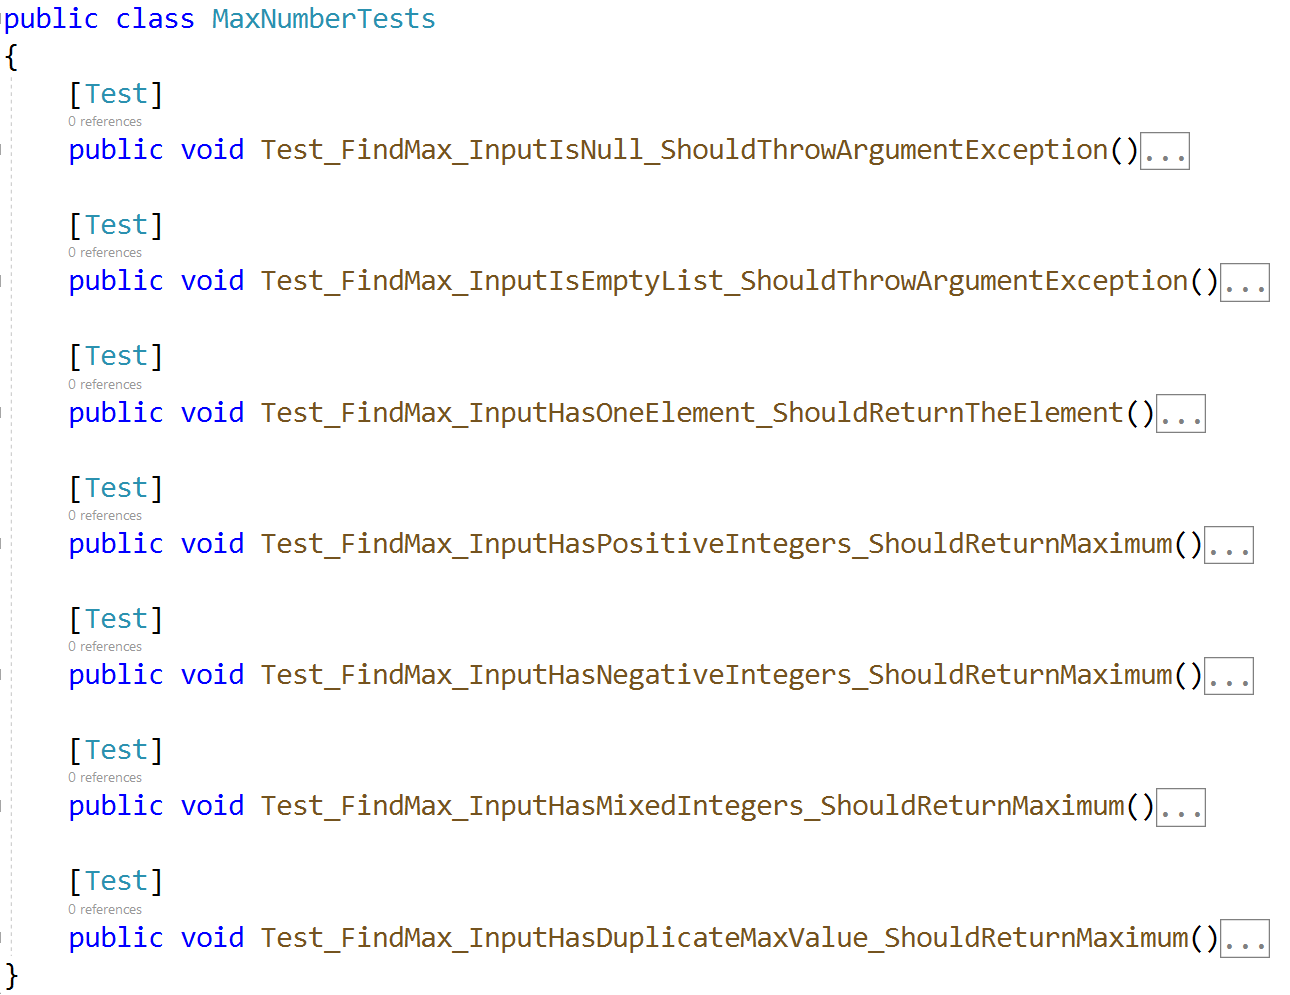 public class MaxNumberTests
{
[Test]
0 references
public void Test_FindMax_InputIsNull_ShouldThrowArgumentException()...
[Test]
0 references
public void Test_FindMax_InputIsEmptyList_ShouldThrowArgumentException()...
[Test]
0 references
public void Test_FindMax_InputHasOneElement_ShouldReturnTheElement()...
[Test]
0 references
public void Test_FindMax_InputHasPositiveIntegers_ShouldReturnMaximum()...
[Test]
0 references
public void Test_FindMax_InputHasNegativeIntegers_ShouldReturnMaximum()...
[Test]
0 references
public void Test_FindMax_InputHasMixedIntegers_ShouldReturnMaximum()...
[Test]
0 references
public void Test_FindMax_InputHasDuplicateMaxValue_ShouldReturnMaximum()...
}